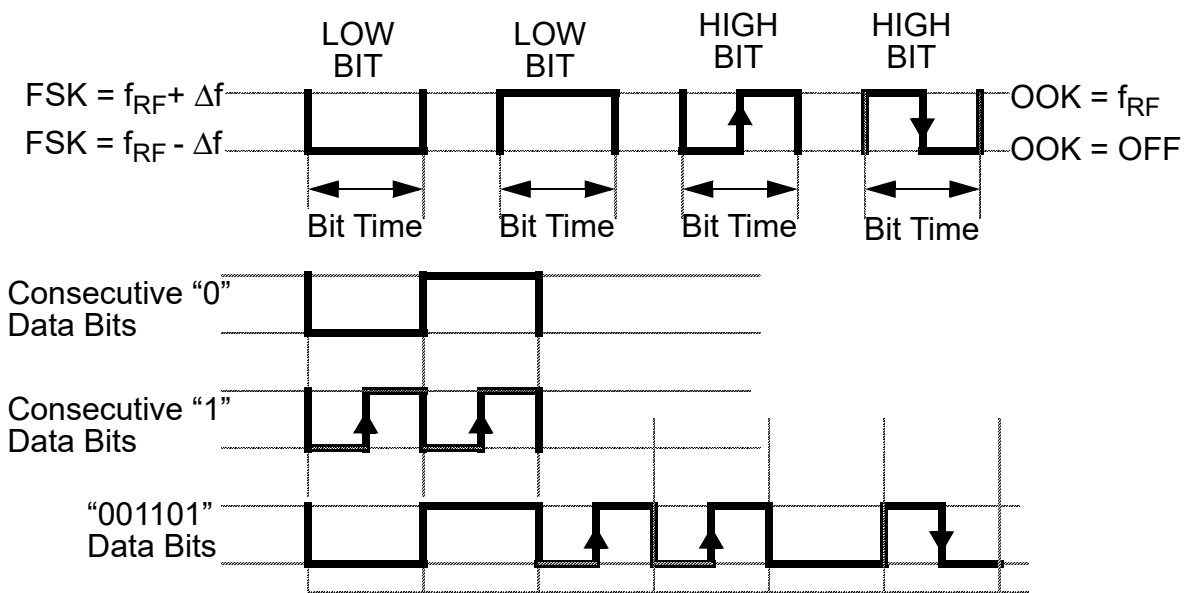 LOW
BIT
LOW
BIT
HIGH
BIT
HIGH
BIT
FSK = fRF+ Δf
OOK = fRF
FSK = fRF - Δf
OOK = OFF
Bit Time
Bit Time
Bit Time
Bit Time
Consecutive “0”
Data Bits
Consecutive “1”
Data Bits
“001101”
Data Bits